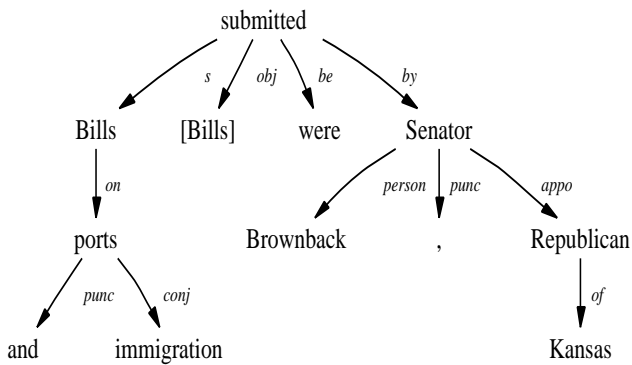 submitted
s obj be by
Bills [Bills] were Senator
on person punc appo
ports Brownback , Republican
punc conj of
and immigration Kansas